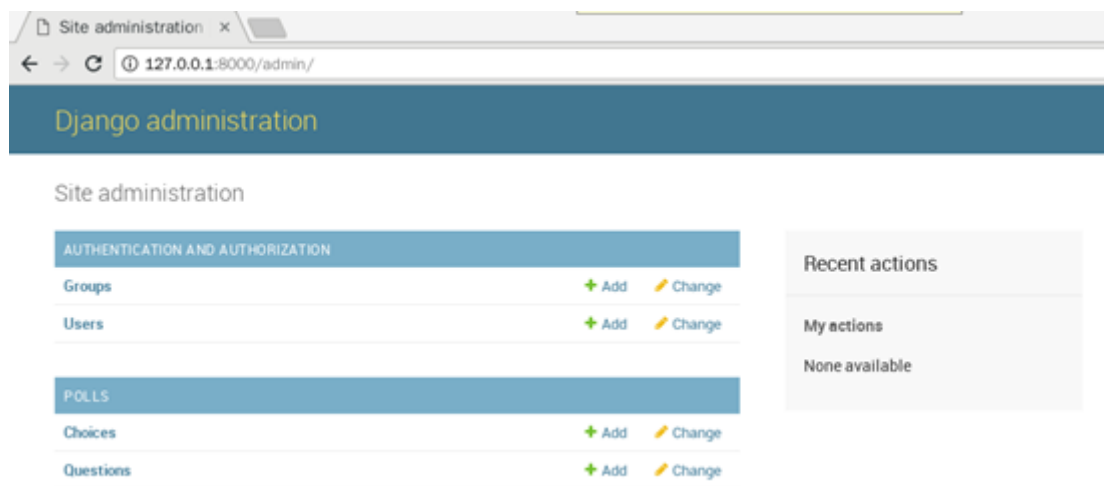 Site administration
127.0.0.1:8000/admin/
Django administration
Site administration
AUTHENTICATION AND AUTHORIZATION
Groups Add Change
Users Add Change
POLLS
Choices Add Change
Questions Add Change
Recent actions
My actions
None available